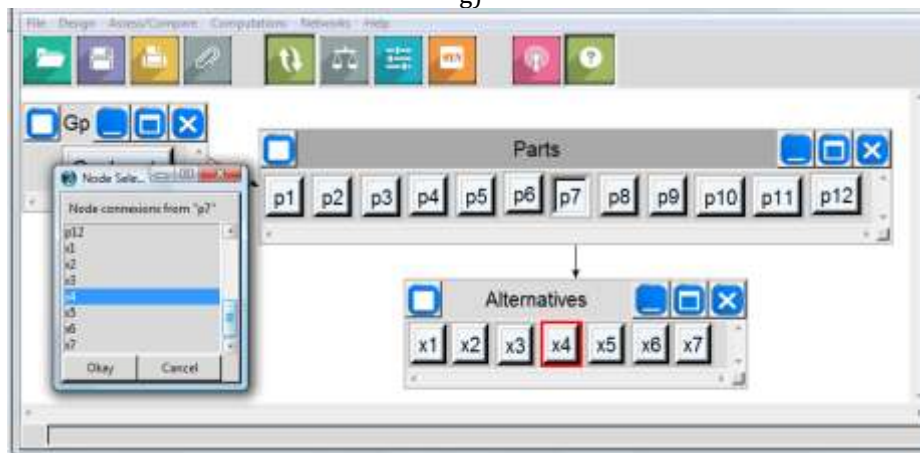 g)
File Design Assess/Compare Computations Networks Help
Gp
Parts
p1 p2 p3 p4 p5 p6 p7 p8 p9 p10 p11 p12
Node Sele...
Node connexions from "p7"
p12
x1
x2
x3
x4
x5
x6
x7
Okay Cancel
Alternatives
x1 x2 x3 x4 x5 x6 x7